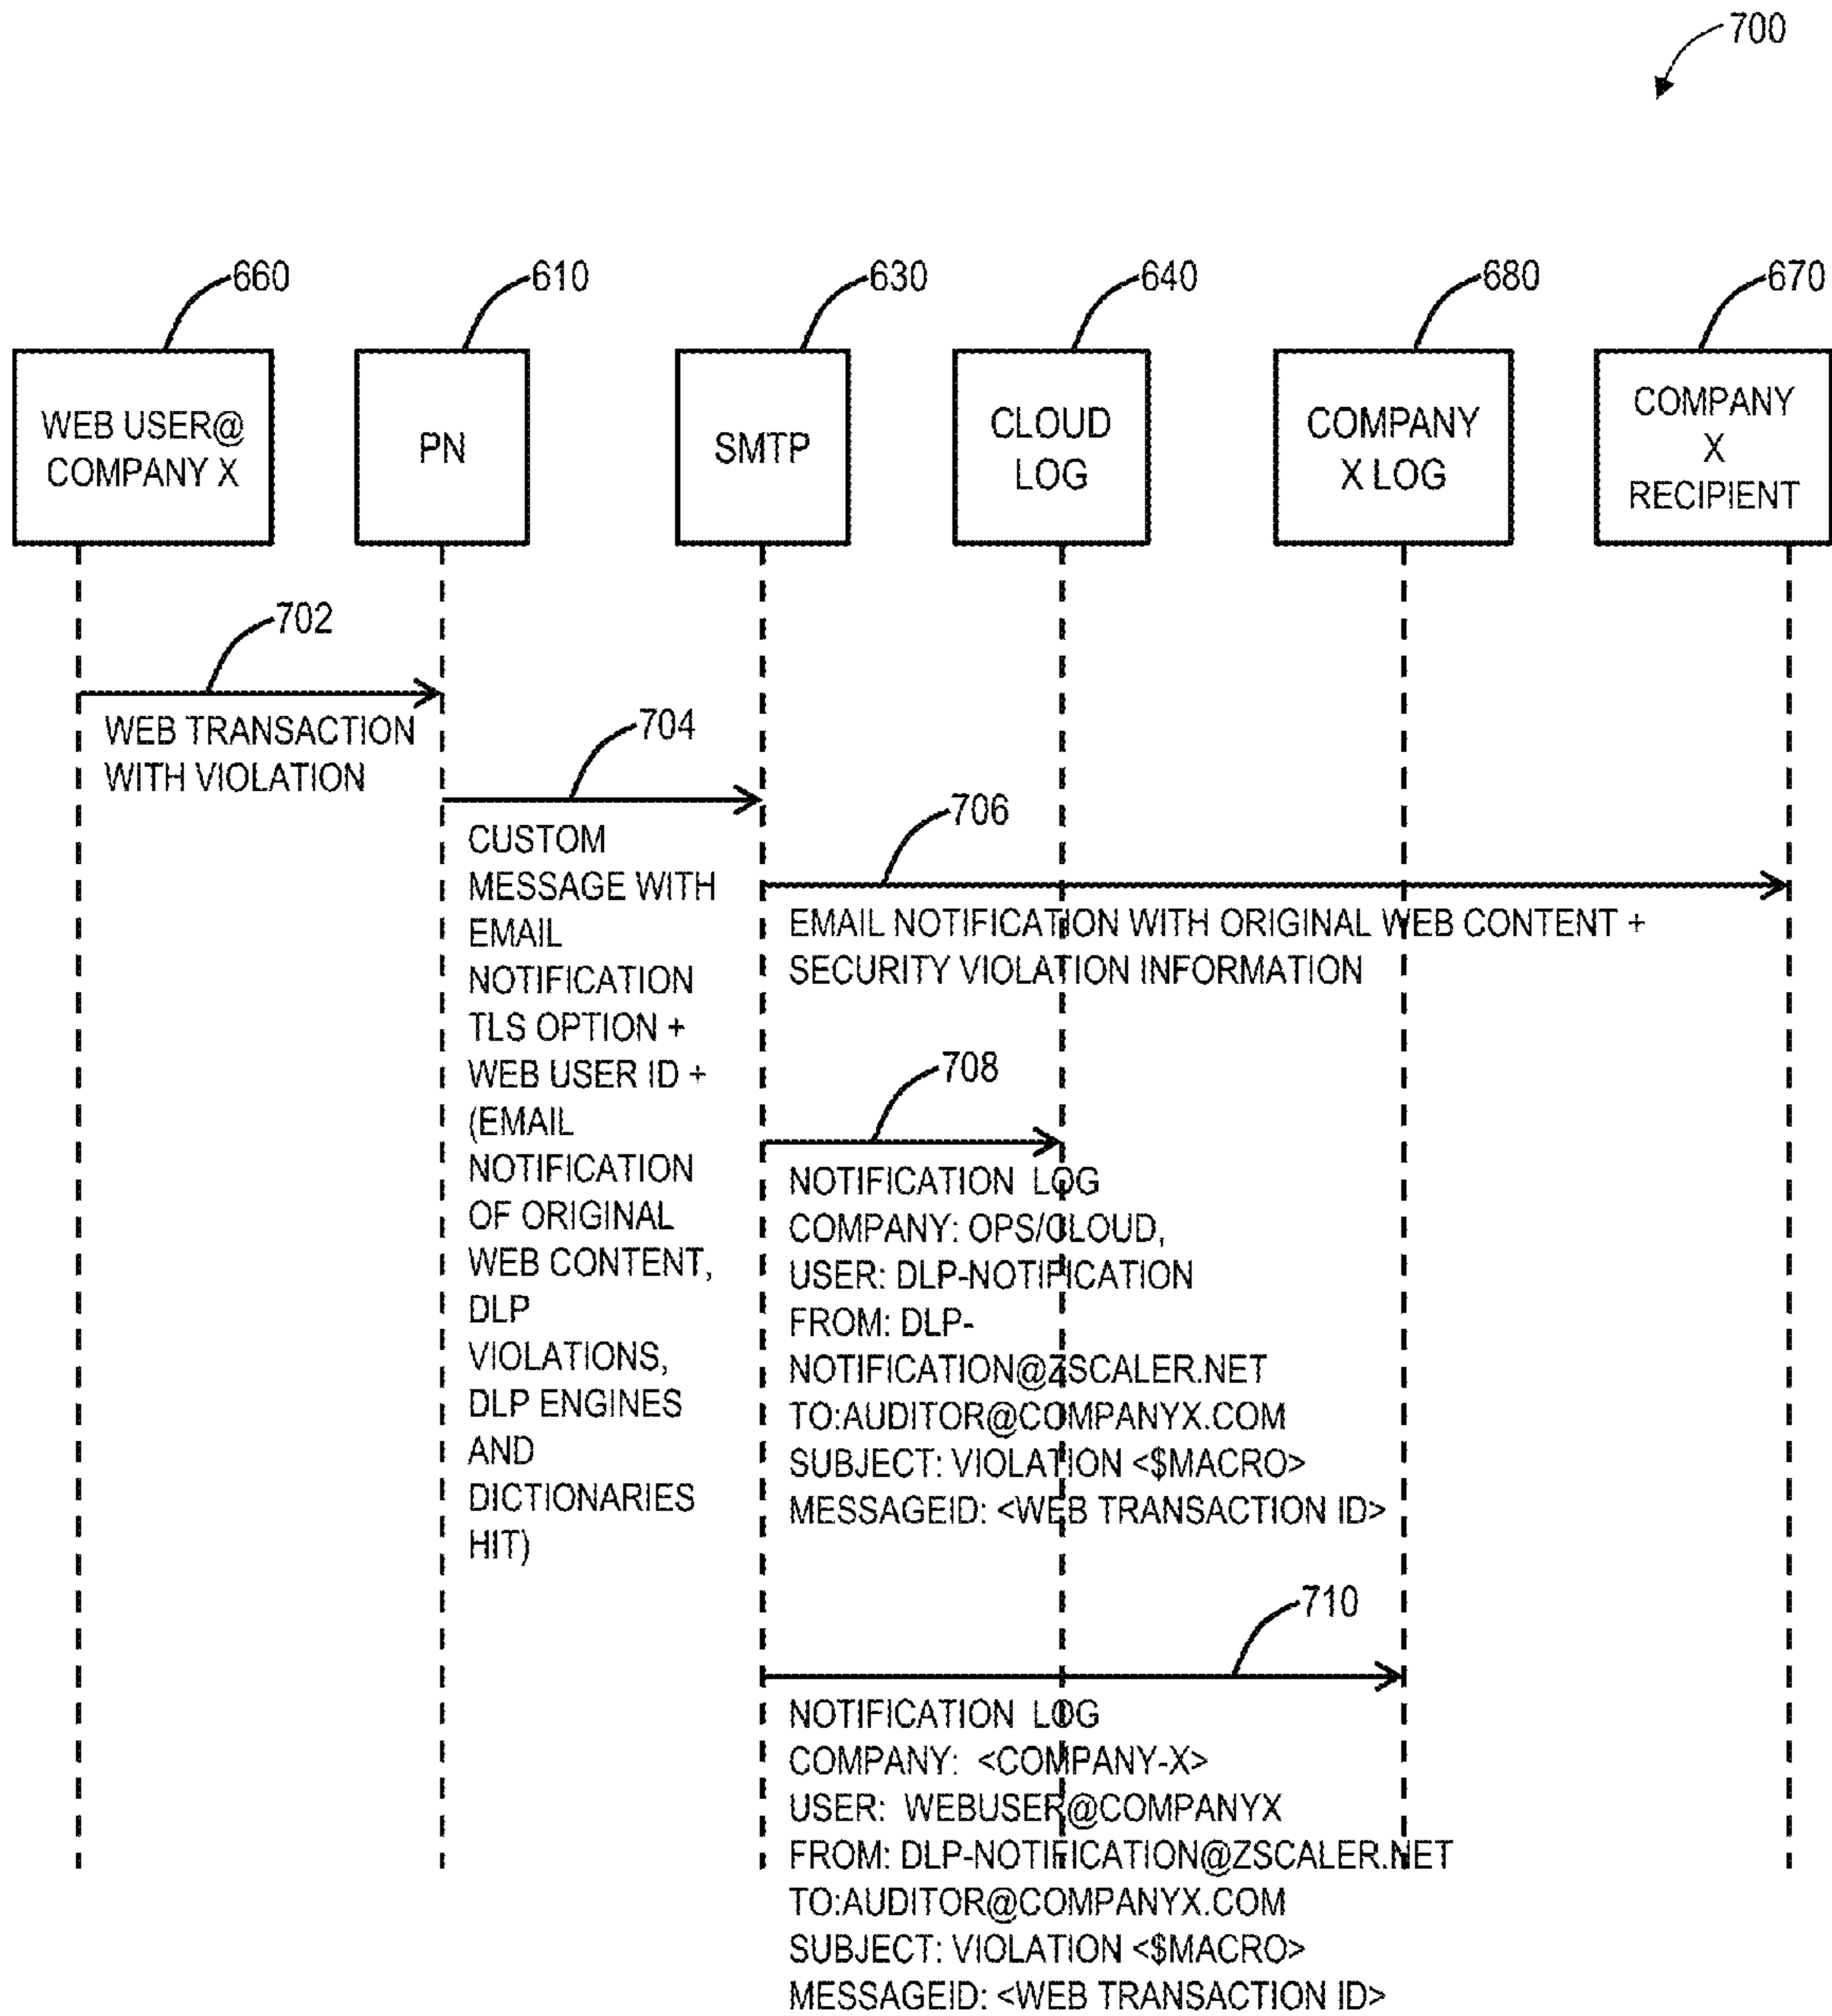 700
660
610
630
640
680
670
WEB USER@
COMPANY X
PN
SMTP
CLOUD
LOG
COMPANY
X LOG
COMPANY
X
RECIPIENT
702
WEB TRANSACTION
WITH VIOLATION
704
CUSTOM
MESSAGE WITH
EMAIL
NOTIFICATION
TLS OPTION +
WEB USER ID +
(EMAIL
NOTIFICATION
OF ORIGINAL
WEB CONTENT,
DLP
VIOLATIONS,
DLP ENGINES
AND
DICTIONARIES
HIT)
706
EMAIL NOTIFICATION WITH ORIGINAL WEB CONTENT +
SECURITY VIOLATION INFORMATION
708
NOTIFICATION LOG
COMPANY: OPS/CLOUD,
USER: DLP-NOTIFICATION
FROM: DLP-
NOTIFICATION@ZSCALER.NET
TO:AUDITOR@COMPANYX.COM
SUBJECT: VIOLATION <$MACRO>
MESSAGEID: <WEB TRANSACTION ID>
710
NOTIFICATION LOG
COMPANY: <COMPANY-X>
USER: WEBUSER@COMPANYX
FROM: DLP-NOTIFICATION@ZSCALER.NET
TO:AUDITOR@COMPANYX.COM
SUBJECT: VIOLATION <$MACRO>
MESSAGEID: <WEB TRANSACTION ID>